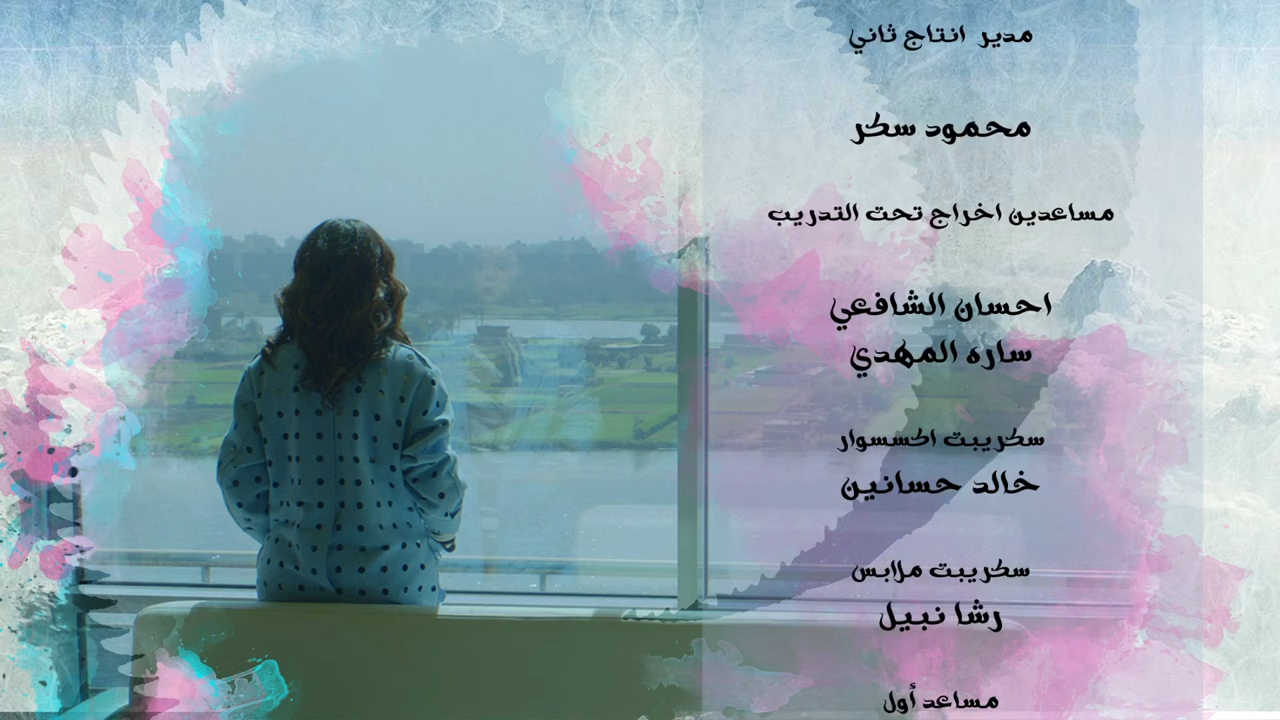 مدير انتاج ثاني
محمود سكر
مساعدين اخراج تحت التدريب
احسان الشافعي
ساره المهدي
سكريبت اكسسوار
خالد حسانين
سكريبت ملابس
رشا نبيل
مساعد أول